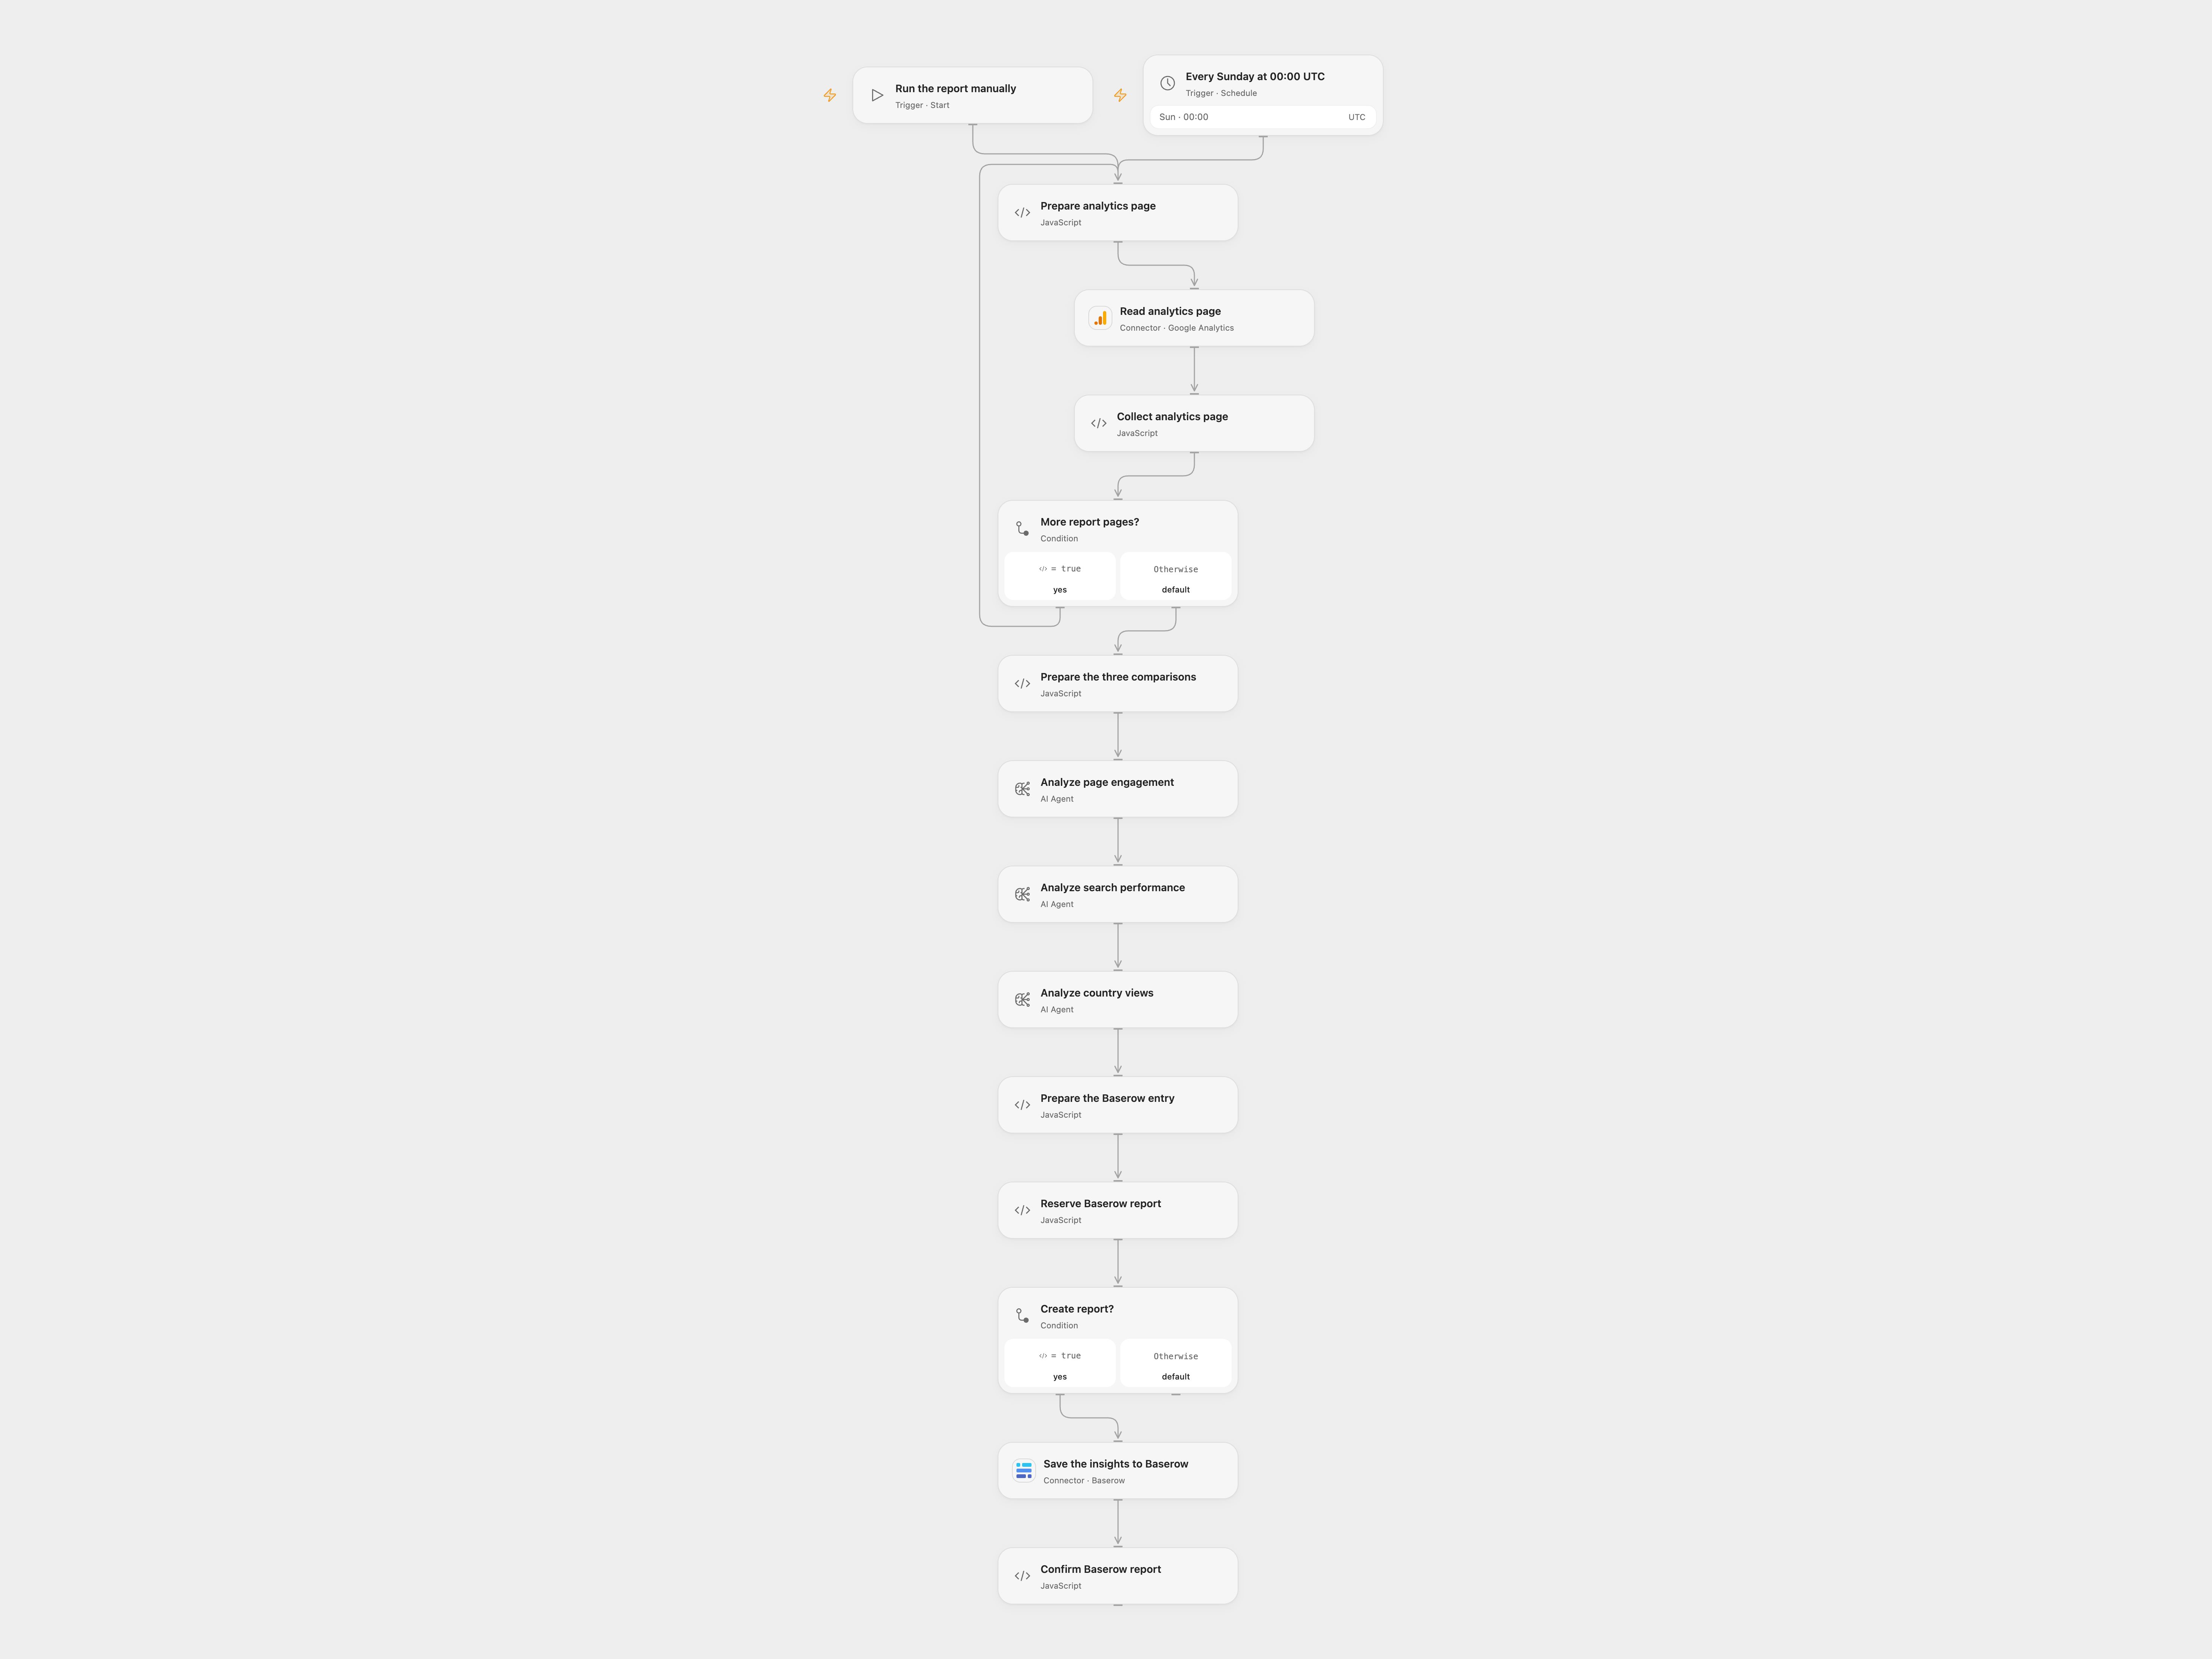 Run the report manually
Trigger · Start
Every Sunday at 00:00 UTC
Trigger · Schedule
Sun · 00:00
UTC
Prepare analytics page
JavaScript
Read analytics page
Connector · Google Analytics
Collect analytics page
JavaScript
More report pages?
Condition
</> = true
yes
Otherwise
default
Prepare the three comparisons
JavaScript
Analyze page engagement
AI Agent
Analyze search performance
AI Agent
Analyze country views
AI Agent
Prepare the Baserow entry
JavaScript
Reserve Baserow report
JavaScript
Create report?
Condition
</> = true
yes
Otherwise
default
Save the insights to Baserow
Connector · Baserow
Confirm Baserow report
JavaScript